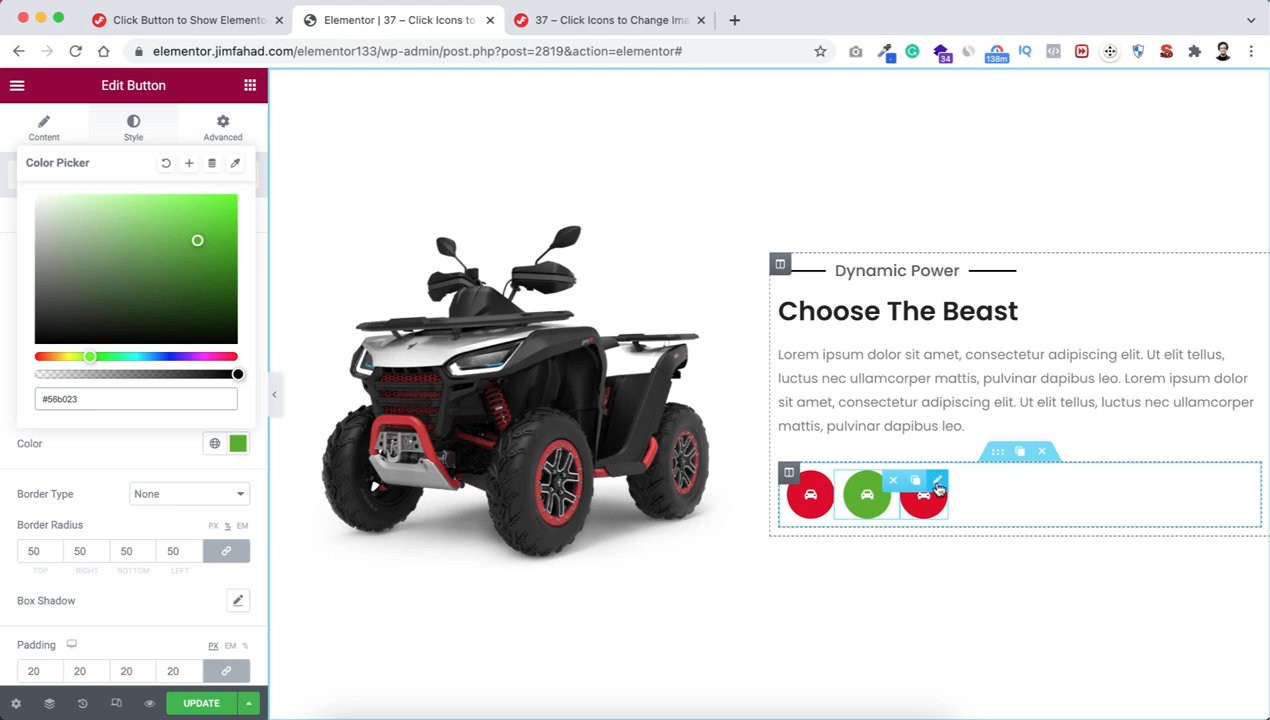 Click Button to Show Elemento
Elementor | 37 – Click Icons to
37 – Click Icons to Change Ima
elementor.jimfahad.com/elementor133/wp-admin/post.php?post=2819&action=elementor#
34
138m
IQ
Edit Button
Content
Style
Advanced
Color Picker
#56b023
Color
Border Type
None
Border Radius
PX % EM
50 50 50 50
TOP RIGHT BOTTOM LEFT
Box Shadow
Padding
PX EM %
20 20 20 20
UPDATE
Dynamic Power
Choose The Beast
Lorem ipsum dolor sit amet, consectetur adipiscing elit. Ut elit tellus,
luctus nec ullamcorper mattis, pulvinar dapibus leo. Lorem ipsum dolor
sit amet, consectetur adipiscing elit. Ut elit tellus, luctus nec ullamcorper
mattis, pulvinar dapibus leo.